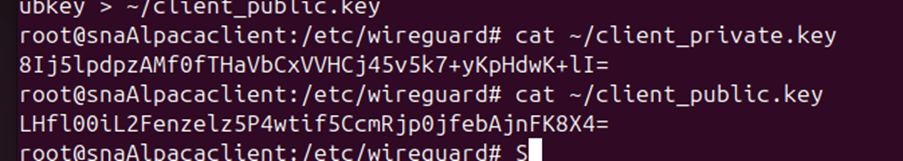 ubkey > ~/client_public.key
root@snaAlpacaclient:/etc/wireguard# cat ~/client_private.key
8Ij5lpdpzAMf0fTHaVbCxVVHCj45v5k7+yKpHdwK+lI=
root@snaAlpacaclient:/etc/wireguard# cat ~/client_public.key
LHfl00iL2Fenzelz5P4wtif5CcmRjp0jfebAjnFK8X4=
root@snaAlpacaclient:/etc/wireguard# S